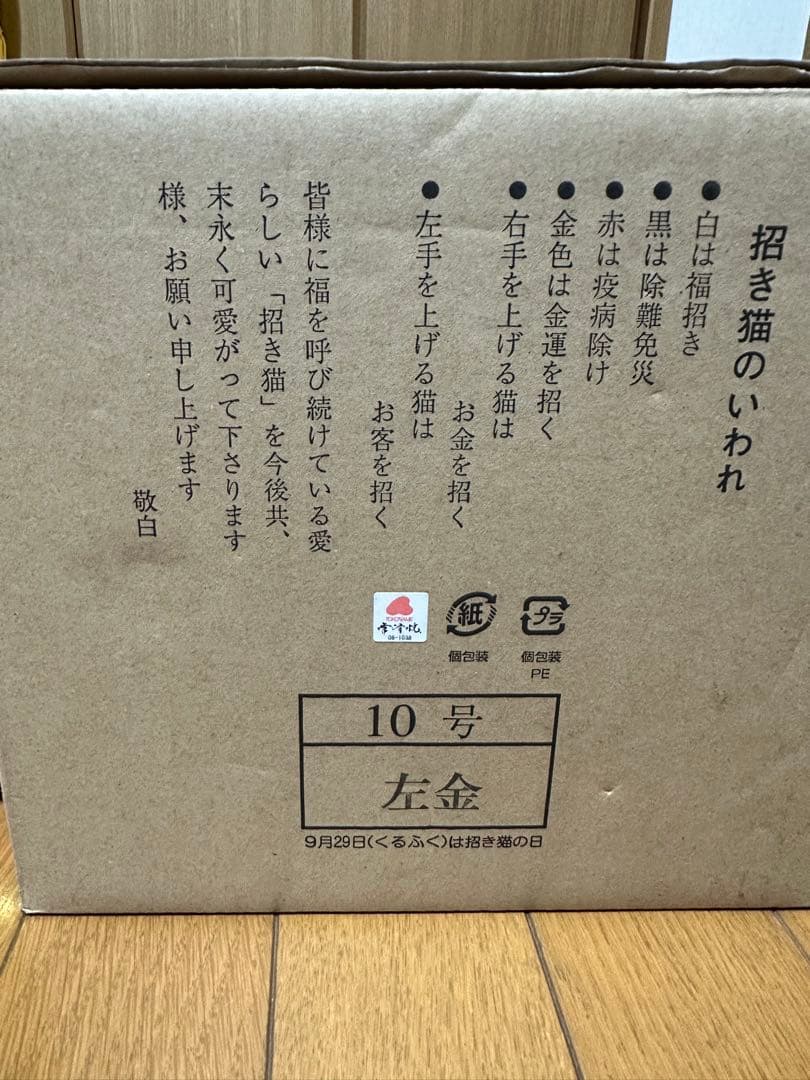 招き猫のいわれ
●白は福招き
●黒は除難免災
●赤は疫病除け
●金色は金運を招く
●右手を上げる猫は
お金を招く
●左手を上げる猫は
お客を招く
皆様に福を呼び続けている愛
らしい「招き猫」を今後共、
末永く可愛がって下さります
様、お願い申し上げます
敬白
TOKONAME
常滑焼
08-1038
紙
個包装
プラ
個包装
PE
10号
左金
9月29日(くるふく)は招き猫の日